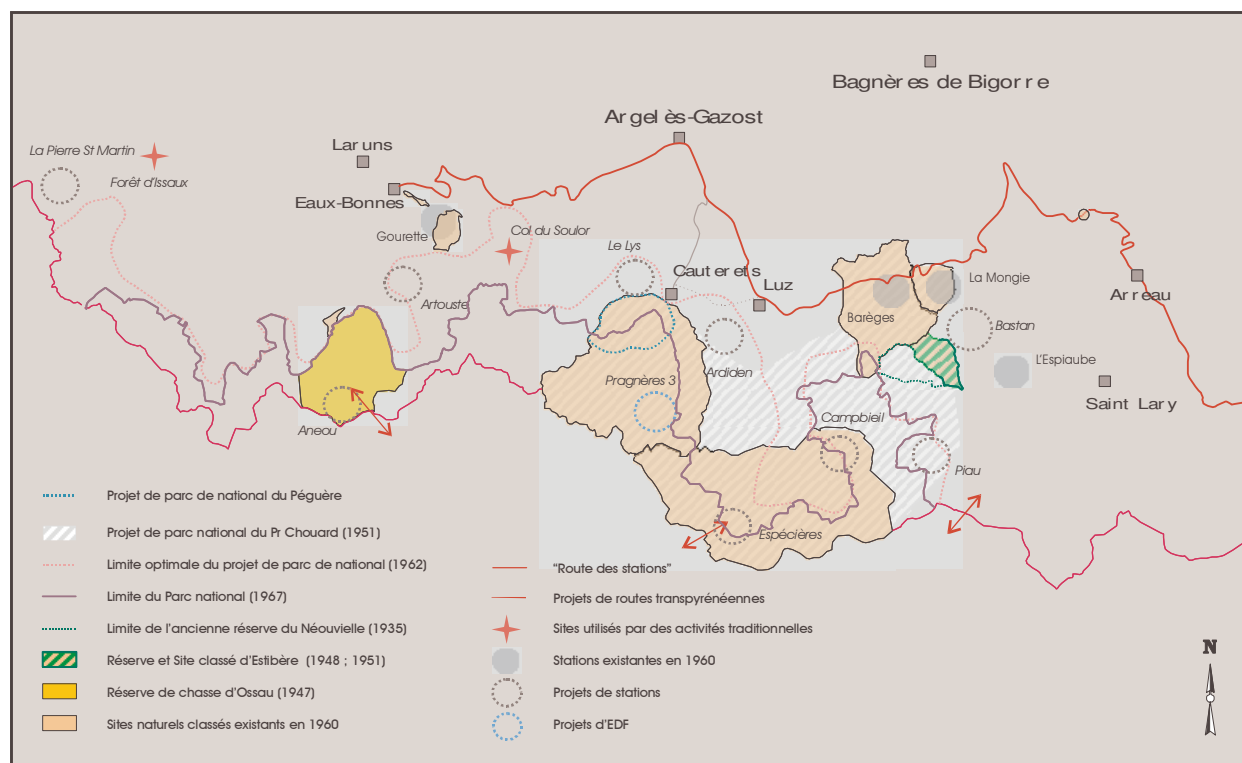 Bagnères de Bigorre
Argelès-Gazost
Laruns
La Pierre St Martin
Forêt d'Issaux
Eaux-Bonnes
Gourette
Col du Soulor
Le Lys
Cauterets
Luz
La Mongie
Arreau
Artouste
Barèges
Bastan
Ardiden
L'Espiaube
Pragnères 3
Saint Lary
Aneou
Campbieil
Piau
Espécières
Projet de parc de national du Péguère
Projet de parc national du Pr Chouard (1951)
Limite optimale du projet de parc de national (1962)
Limite du Parc national (1967)
Limite de l'ancienne réserve du Néouvielle (1935)
Réserve et Site classé d'Estibère (1948 ; 1951)
Réserve de chasse d'Ossau (1947)
Sites naturels classés existants en 1960
"Route des stations"
Projets de routes transpyrénéennes
Sites utilisés par des activités traditionnelles
Stations existantes en 1960
Projets de stations
Projets d'EDF
N